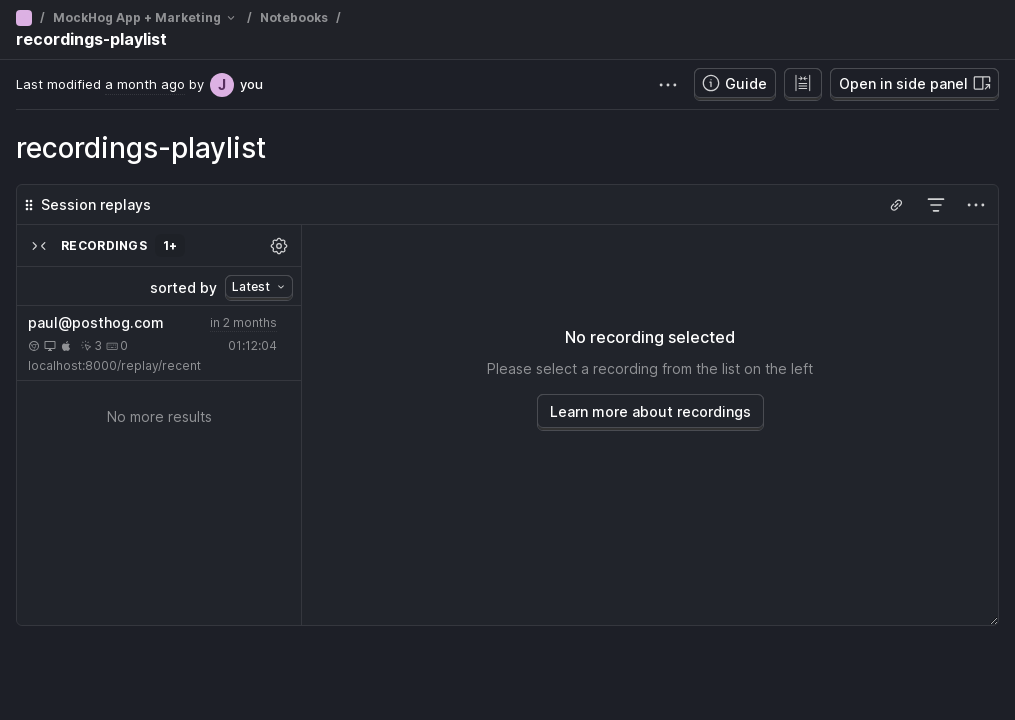 / MockHog App + Marketing / Notebooks /
recordings-playlist
Last modified a month ago by J you
Guide
Open in side panel
recordings-playlist
Session replays
RECORDINGS 1+
sorted by Latest
paul@posthog.com in 2 months
3 0 01:12:04
localhost:8000/replay/recent
No more results
No recording selected
Please select a recording from the list on the left
Learn more about recordings